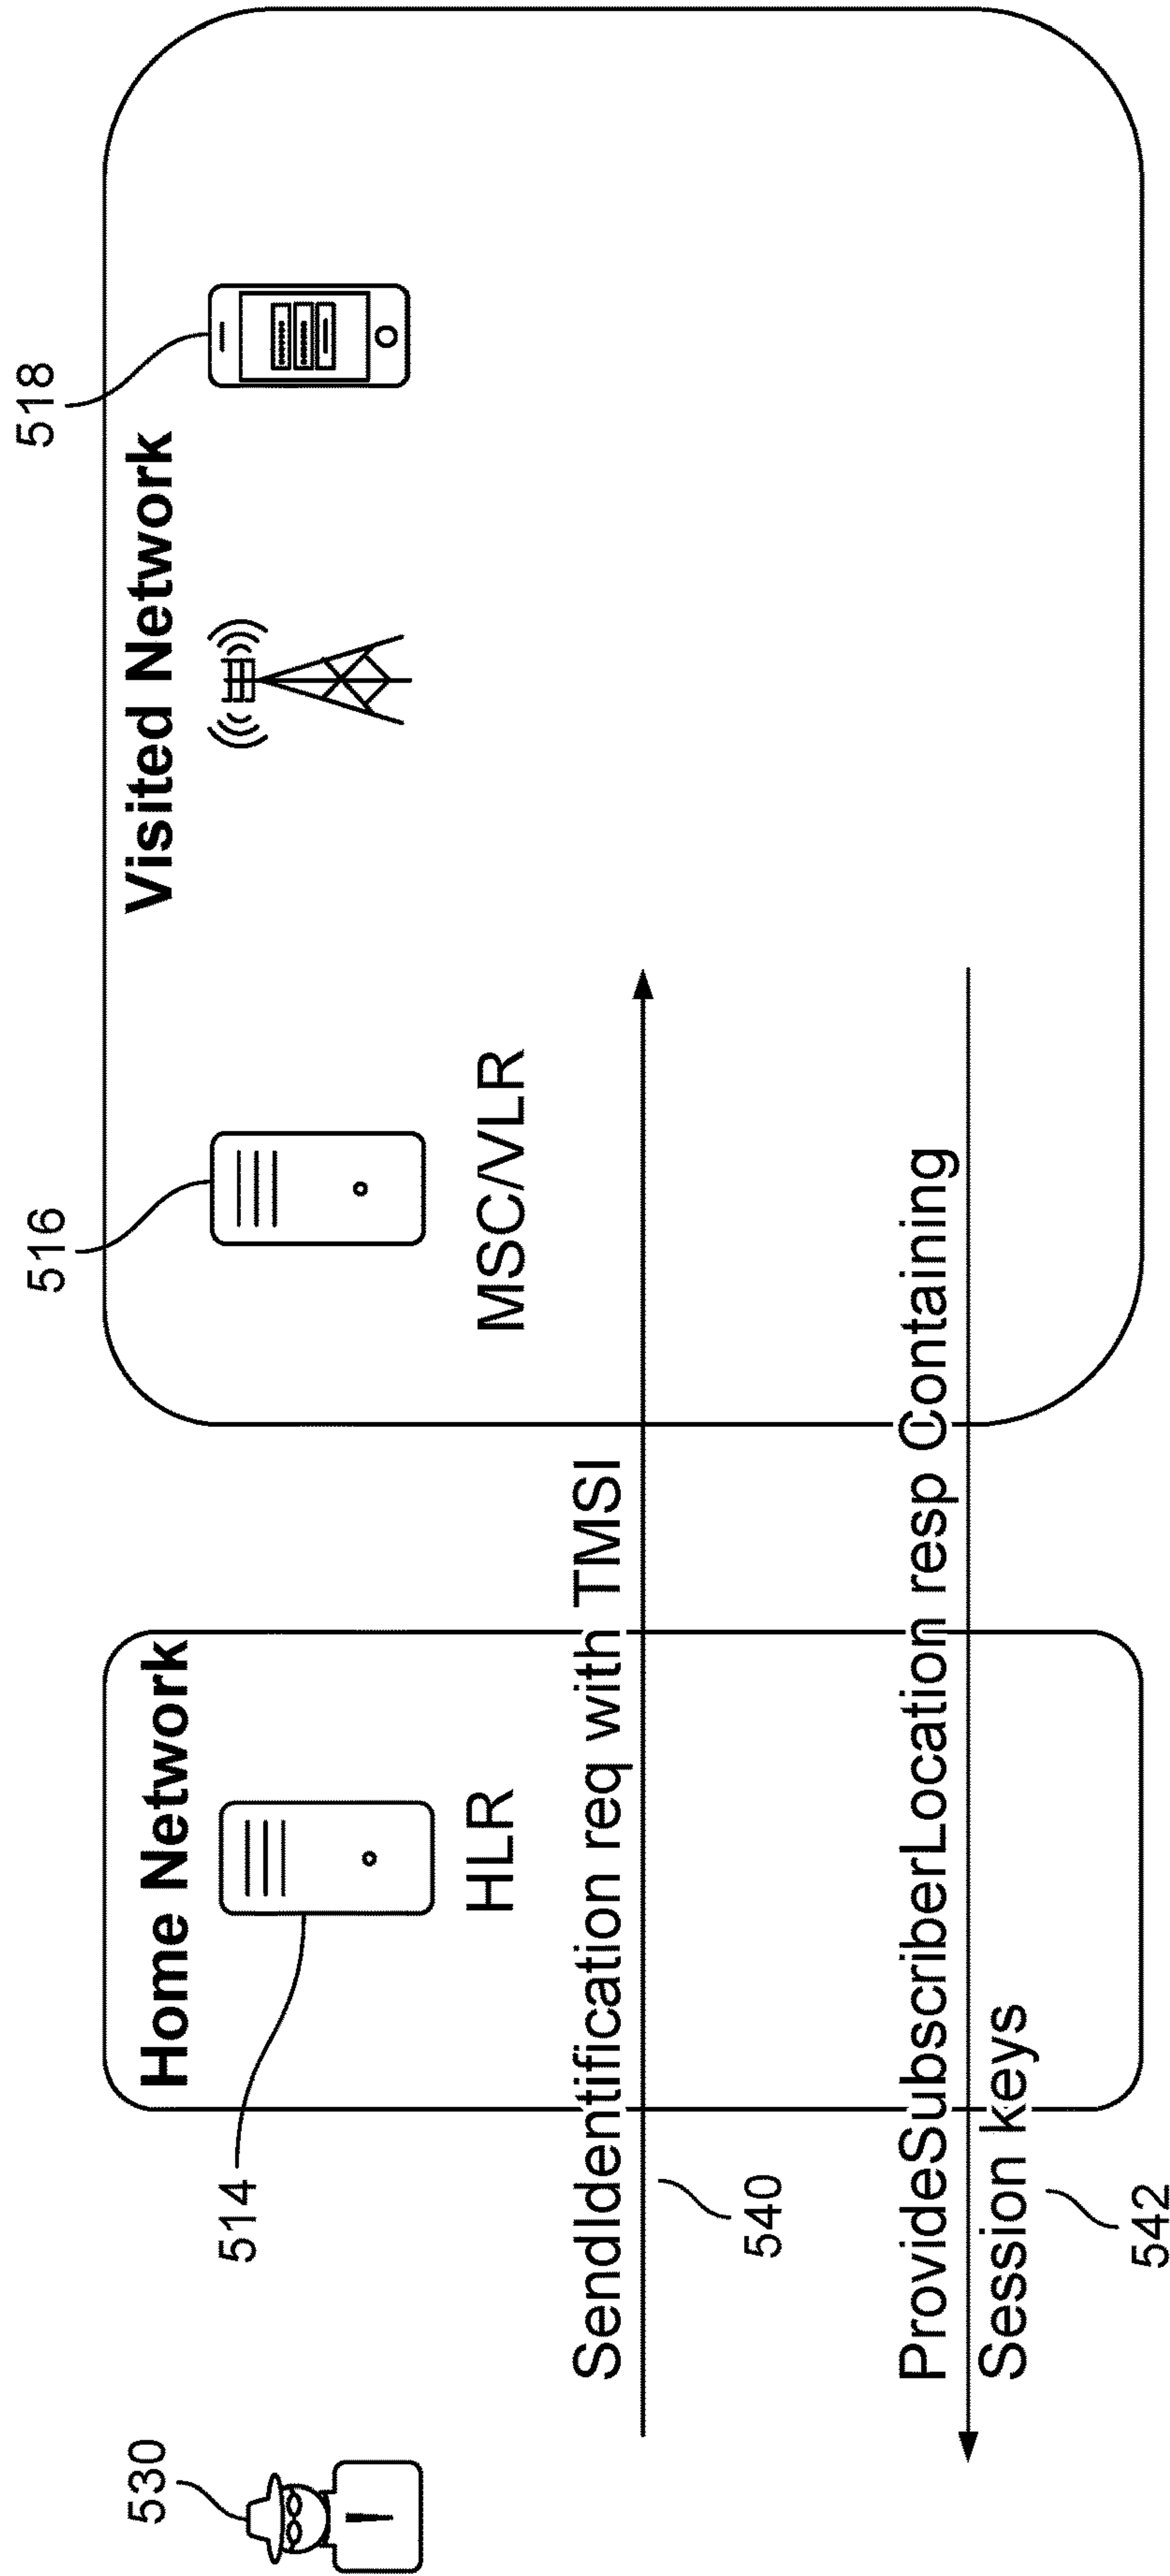 530
514
Home Network
HLR
516
Visited Network
518
MSC/VLR
SendIdentification req with TMSI
540
ProvideSubscriberLocation resp Containing
Session keys
542